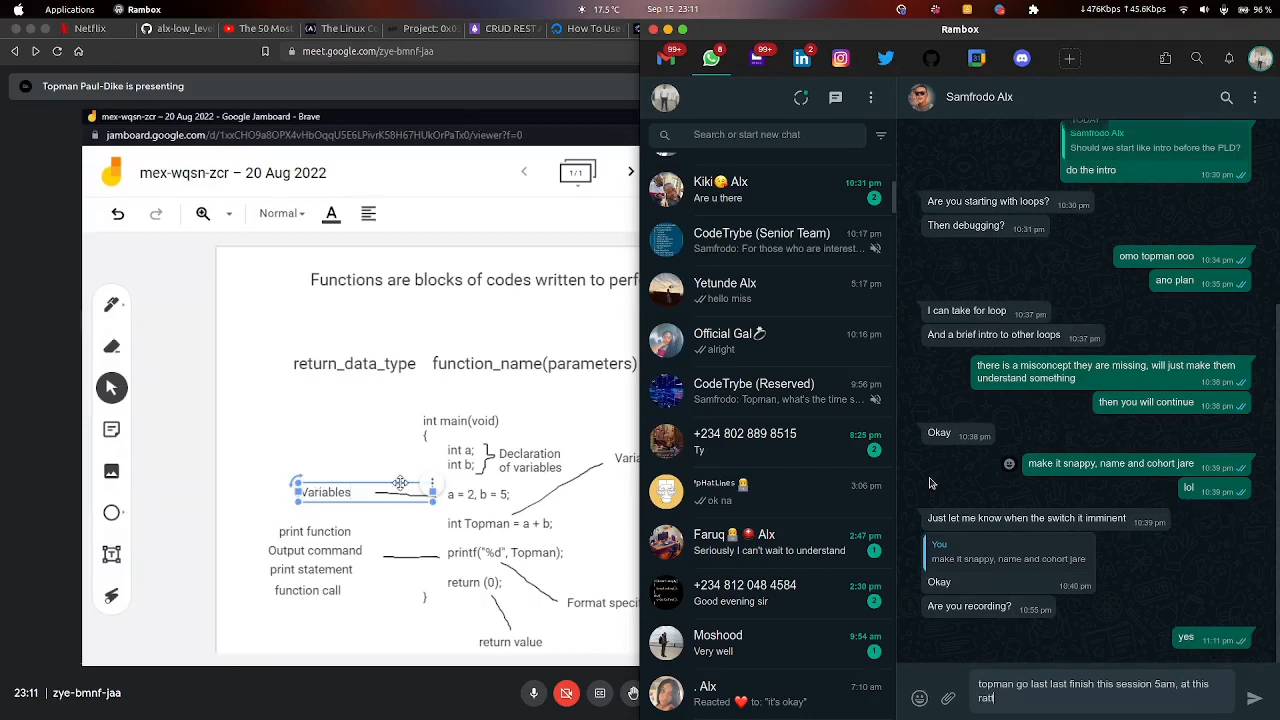 Applications
Rambox
17.5 °C
Sep 15 23:11
↓476Kb ↑45.6Kb
96 %
Netflix
alx-low_level
The 50 Most
The Linux C
Project: 0x0
CRUD REST A
How To Use
meet.google.com/zye-bmnf-jaa
Topman Paul-Dike is presenting
mex-wqsn-zcr – 20 Aug 2022 - Google Jamboard - Brave
mex-wqsn-zcr – 20 Aug 2022
1/1
Normal
A
Functions are blocks of codes written to perf
return_data_type function_name(parameters)
int main(void)
{
int a;
int b;
Declaration
of variables
Varia
Variables
a = 2, b = 5;
int Topman = a + b;
print function
Output command
print statement
function call
printf("%d", Topman);
return (0);
}
Format speci
return value
23:11 | zye-bmnf-jaa
Rambox
99+
8
99+
2
31
Search or start new chat
Kiki😘 Alx
10:31 pm
Are u there
2
CodeTrybe (Senior Team)
10:17 pm
Samfrodo: For those who are interest...
Yetunde Alx
5:17 pm
hello miss
Official Gal💍
10:16 pm
alright
CodeTrybe (Reserved)
9:56 pm
Samfrodo: Topman, what's the time s...
+234 802 889 8515
8:25 pm
Ty
2
3:06 pm
ok na
Faruq Alx
2:47 pm
Seriously I can't wait to understand
1
+234 812 048 4584
2:30 pm
Good evening sir
2
Moshood
9:54 am
Very well
1
. Alx
7:10 am
Reacted ❤️ to: "it's okay"
Samfrodo Alx
TODAY
Samfrodo Alx
Should we start like intro before the PLD?
do the intro
10:30 pm
Are you starting with loops?
10:30 pm
Then debugging?
10:31 pm
omo topman ooo
10:34 pm
ano plan
10:35 pm
I can take for loop
10:37 pm
And a brief intro to other loops
10:37 pm
there is a misconcept they are missing, will just make them
understand something
10:38 pm
then you will continue
10:38 pm
Okay
10:38 pm
make it snappy, name and cohort jare
10:39 pm
lol
10:39 pm
Just let me know when the switch it imminent
10:39 pm
You
make it snappy, name and cohort jare
Okay
10:40 pm
Are you recording?
10:55 pm
yes
11:11 pm
topman go last last finish this session 5am, at this
ratt